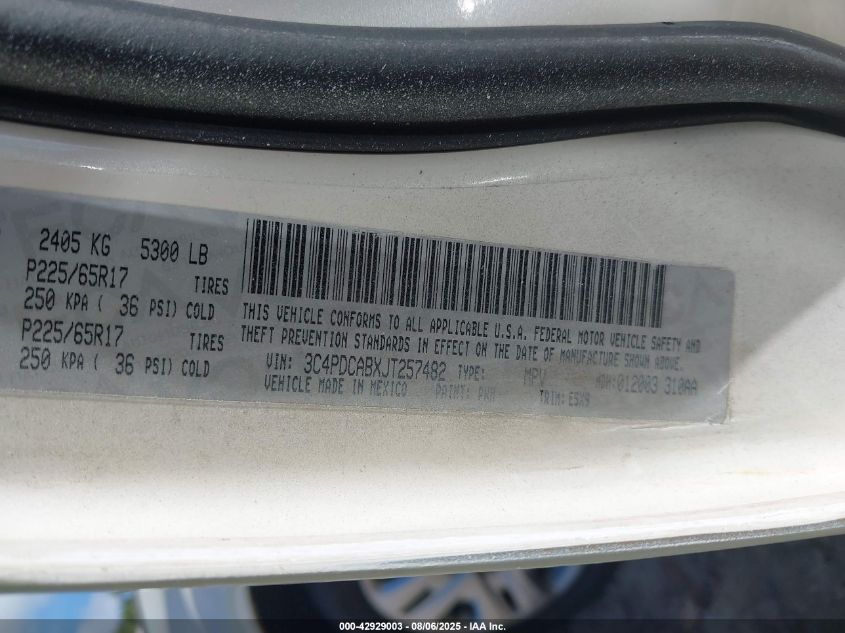 2405 KG 5300 LB
P225/65R17 TIRES
250 KPA ( 36 PSI) COLD
P225/65R17 TIRES
250 KPA ( 36 PSI) COLD
THIS VEHICLE CONFORMS TO ALL APPLICABLE U.S.A. FEDERAL MOTOR VEHICLE SAFETY AND
THEFT PREVENTION STANDARDS IN EFFECT ON THE DATE OF MANUFACTURE SHOWN ABOVE.
VIN: 3C4PDCABXJT257482 TYPE: MPV MDH:012003 310AA
VEHICLE MADE IN MEXICO PAINT: TRIM: E5X9
000-42929003 - 08/06/2025 - IAA Inc.